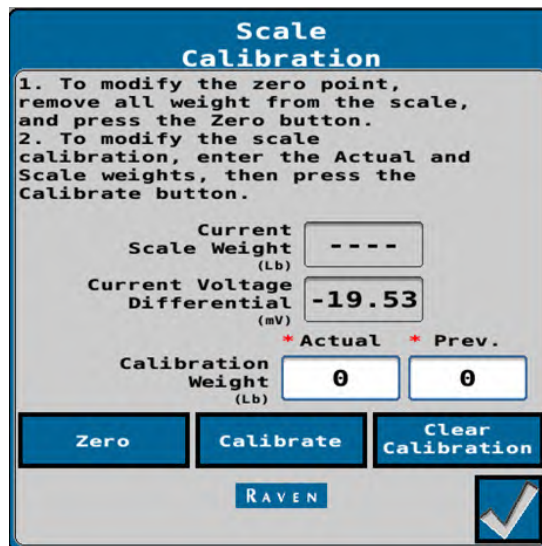 Scale
Calibration
1. To modify the zero point,
remove all weight from the scale,
and press the Zero button.
2. To modify the scale
calibration, enter the Actual and
Scale weights, then press the
Calibrate button.
Current
Scale Weight
(Lb)
----
Current Voltage
Differential
(mV)
-19.53
* Actual * Prev.
Calibration
Weight
(Lb)
0 0
Zero Calibrate Clear
Calibration
RAVEN